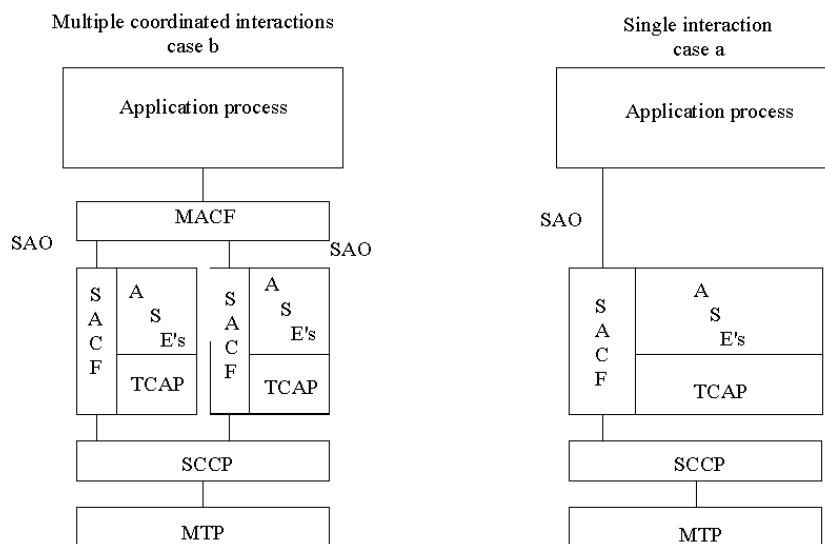 Multiple coordinated interactions
case b
Application process
MACF
SAO
SAO
S
A
C
F
A
S
E's
TCAP
S
A
C
F
A
S
E's
TCAP
SCCP
MTP
Single interaction
case a
Application process
SAO
S
A
C
F
A
S
E's
TCAP
SCCP
MTP